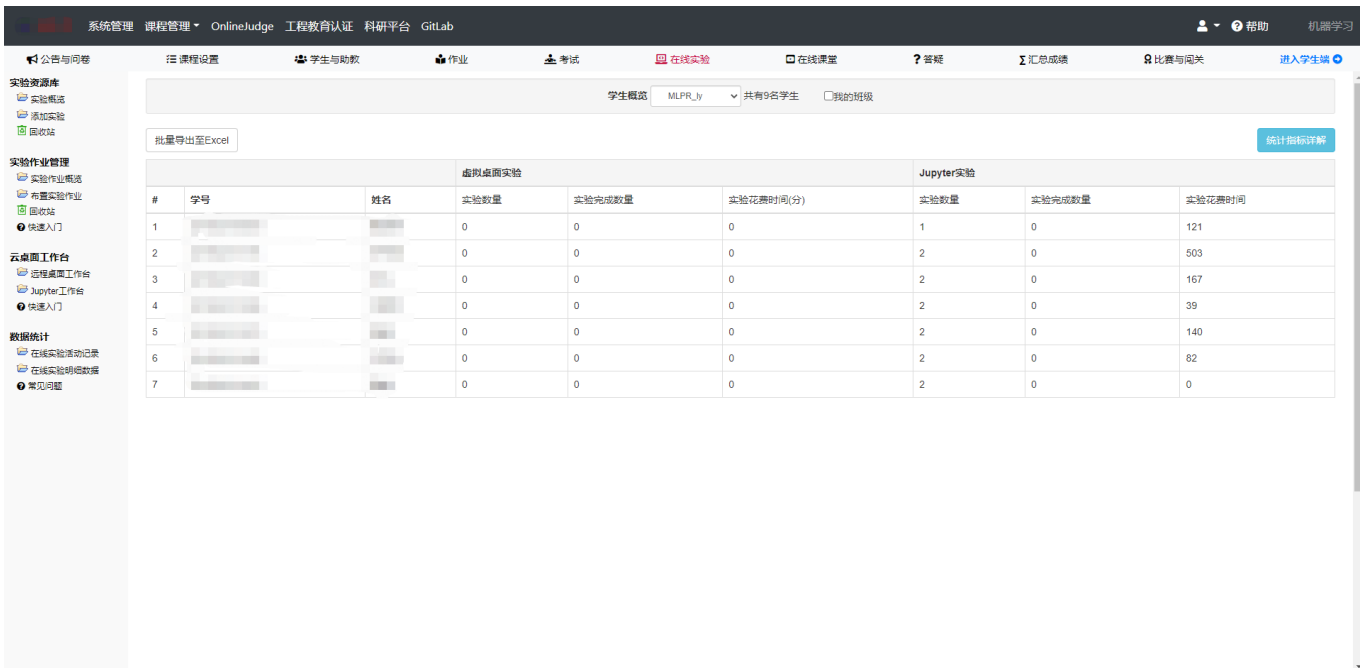 系统管理 课程管理 OnlineJudge 工程教育认证 科研平台 GitLab 帮助 机器学习
公告与问卷 课程设置 学生与助教 作业 考试 在线实验 在线课堂 答疑 汇总成绩 比赛与闯关 进入学生端
实验资源库
实验概览
添加实验
回收站
实验作业管理
实验作业概览
布置实验作业
回收站
快速入门
云桌面工作台
远程桌面工作台
Jupyter工作台
快速入门
数据统计
在线实验活动记录
在线实验明细数据
常见问题
学生概览 MLPR_ly 共有9名学生 我的班级
批量导出至Excel 统计指标详解
虚拟桌面实验 Jupyter实验
# 学号 姓名 实验数量 实验完成数量 实验花费时间(分) 实验数量 实验完成数量 实验花费时间
1 0 0 0 1 0 121
2 0 0 0 2 0 503
3 0 0 0 2 0 167
4 0 0 0 2 0 39
5 0 0 0 2 0 140
6 0 0 0 2 0 82
7 0 0 0 2 0 0